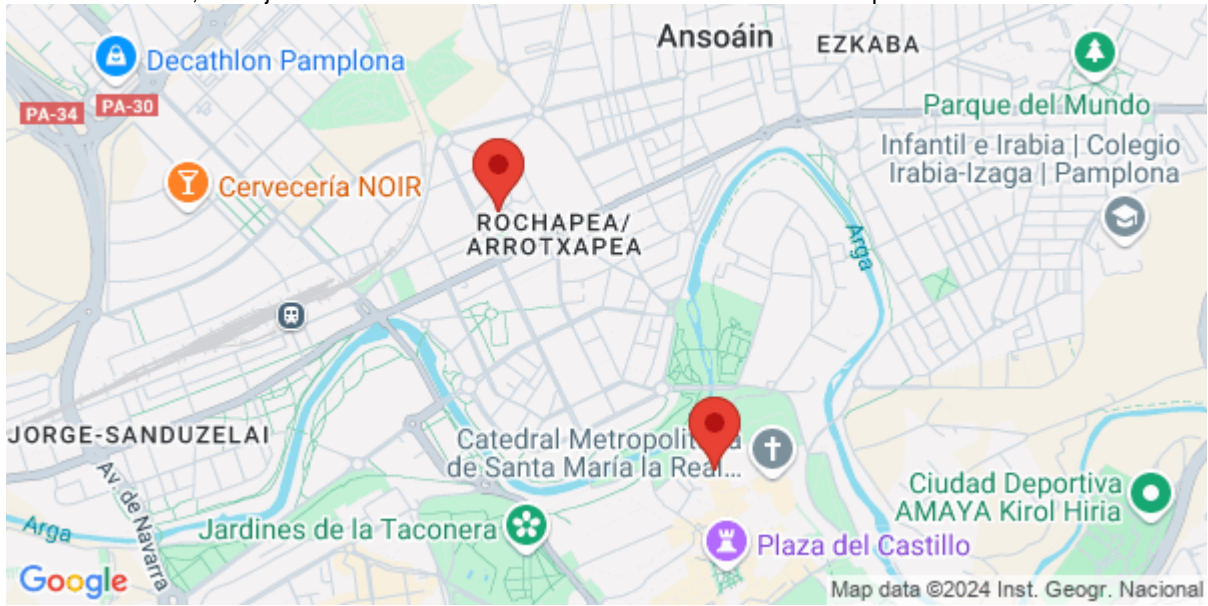 Ansoáin
EZKABA
Decathlon Pamplona
PA-34
PA-30
Parque del Mundo
Infantil e Irabia | Colegio
Irabia-Izaga | Pamplona
Cervecería NOIR
ROCHAPEA/
ARROTXAPEA
Arga
JORGE-SANDUZELAI
Catedral Metropolitana
de Santa María la Real...
Av. de Navarra
Ciudad Deportiva
AMAYA Kirol Hiria
Arga
Jardines de la Taconera
Plaza del Castillo
Google
Map data ©2024 Inst. Geogr. Nacional